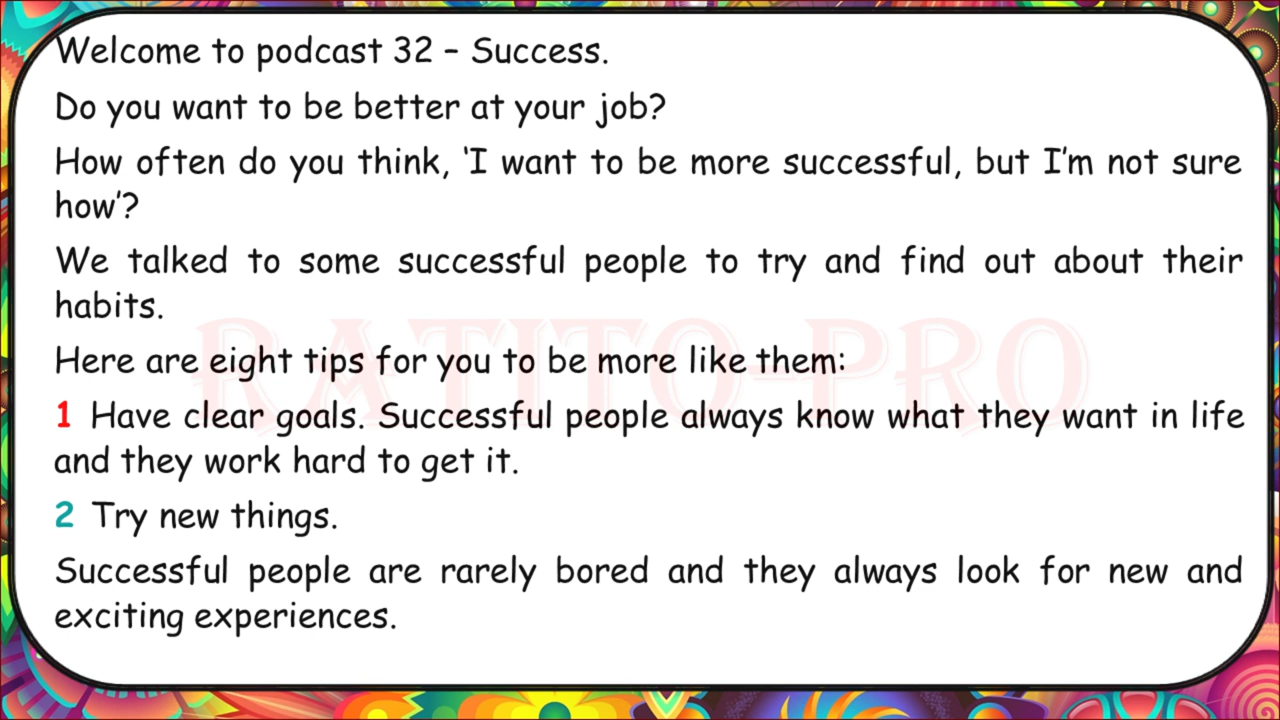 Welcome to podcast 32 – Success.
Do you want to be better at your job?
How often do you think, ‘I want to be more successful, but I’m not sure
how’?
We talked to some successful people to try and find out about their
habits.
Here are eight tips for you to be more like them:
1 Have clear goals. Successful people always know what they want in life
and they work hard to get it.
2 Try new things.
Successful people are rarely bored and they always look for new and
exciting experiences.
RATITO-PRO